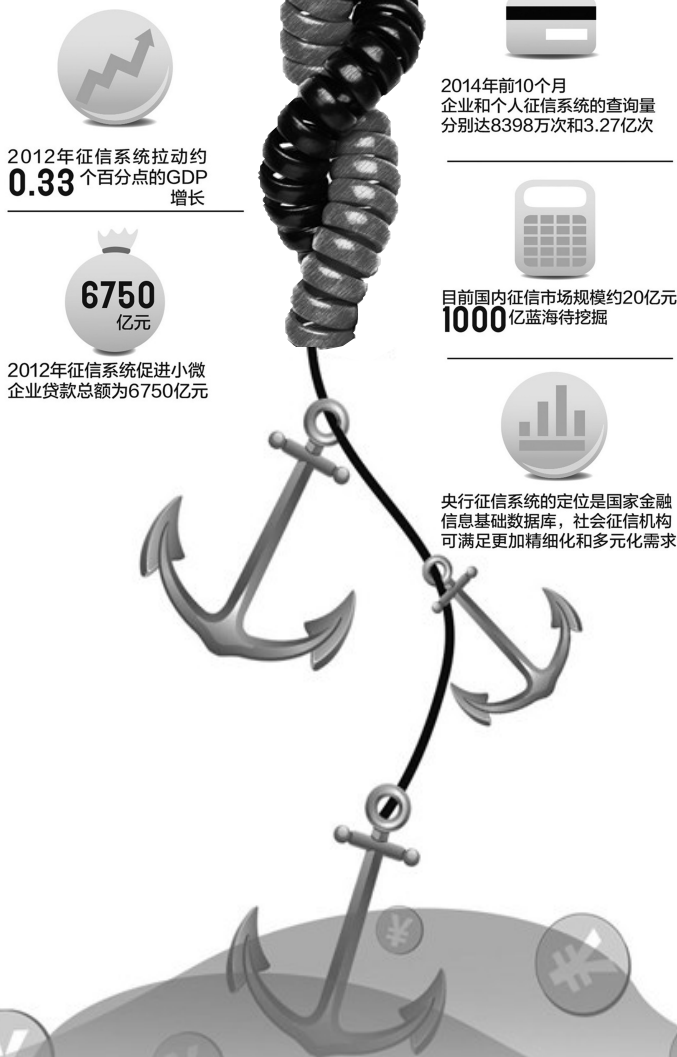 2012年征信系统拉动约
0.33个百分点的GDP
增长
6750
亿元
2012年征信系统促进小微
企业贷款总额为6750亿元
2014年前10个月
企业和个人征信系统的查询量
分别达8398万次和3.27亿次
目前国内征信市场规模约20亿元
1000亿蓝海待挖掘
央行征信系统的定位是国家金融
信息基础数据库，社会征信机构
可满足更加精细化和多元化需求
¥
¥
¥